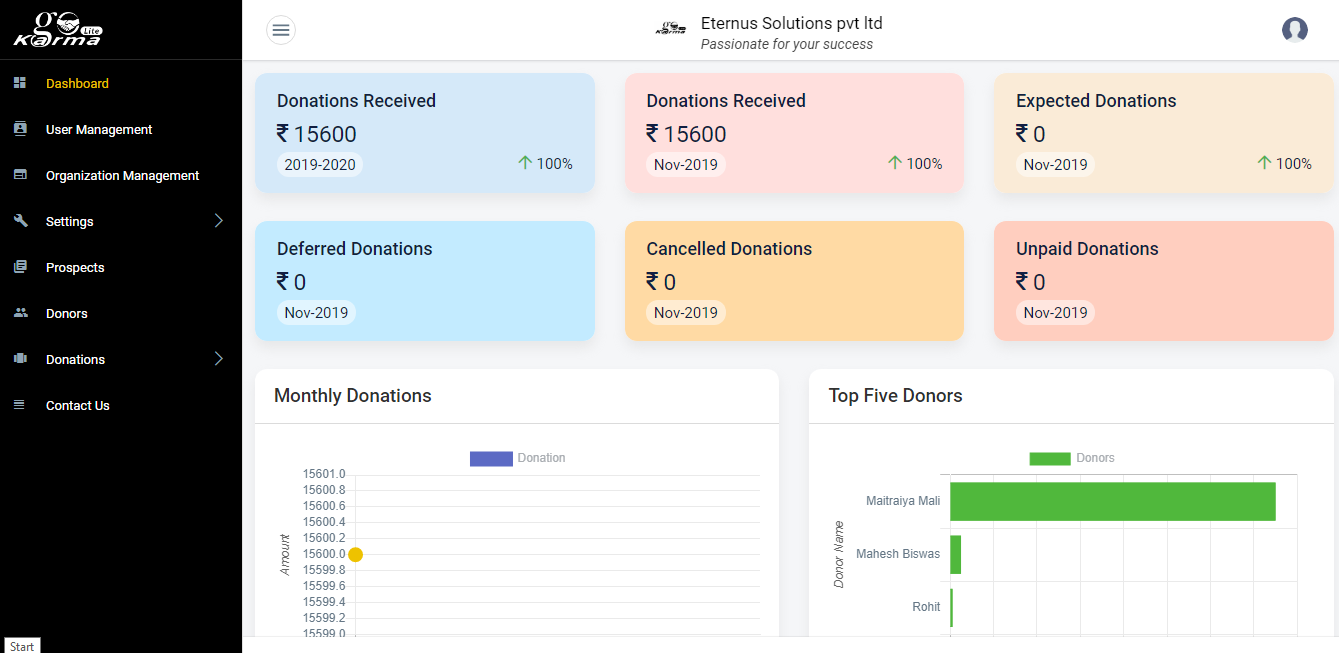 go
Karma
Lite
Dashboard
User Management
Organization Management
Settings
Prospects
Donors
Donations
Contact Us
Start
go
Karma
Eternus Solutions pvt ltd
Passionate for your success
Donations Received
₹ 15600
2019-2020
100%
Donations Received
₹ 15600
Nov-2019
100%
Expected Donations
₹ 0
Nov-2019
100%
Deferred Donations
₹ 0
Nov-2019
Cancelled Donations
₹ 0
Nov-2019
Unpaid Donations
₹ 0
Nov-2019
Monthly Donations
Donation
Amount
15601.0
15600.8
15600.6
15600.4
15600.2
15600.0
15599.8
15599.6
15599.4
15599.2
15599.0
Top Five Donors
Donors
Donor Name
Maitraiya Mali
Mahesh Biswas
Rohit